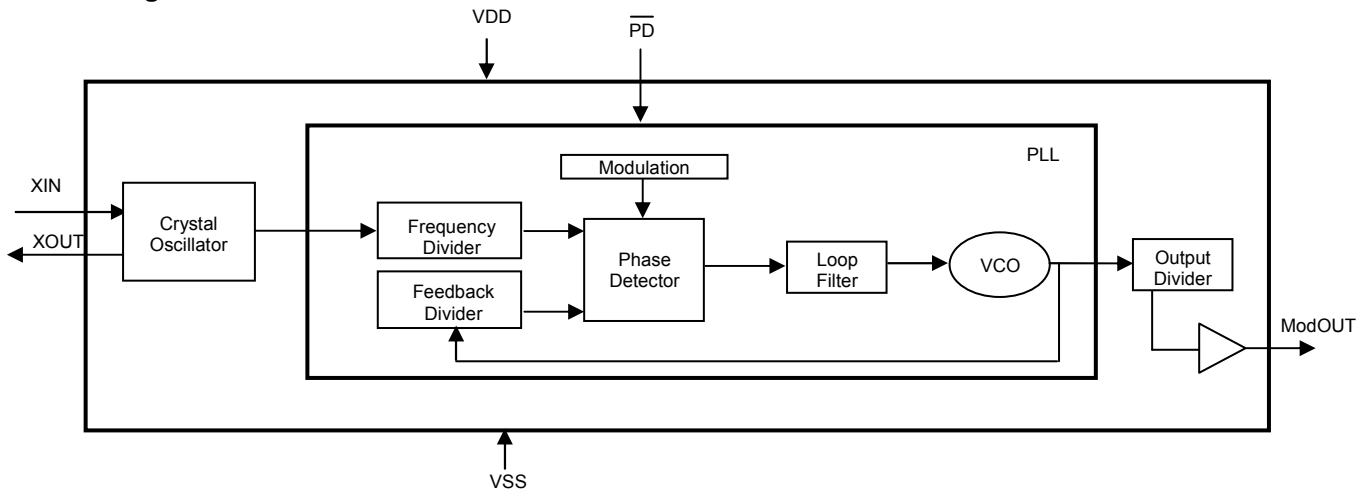 VDD
PD
PLL
Modulation
XIN
XOUT
Crystal
Oscillator
Frequency
Divider
Feedback
Divider
Phase
Detector
Loop
Filter
VCO
Output
Divider
ModOUT
VSS